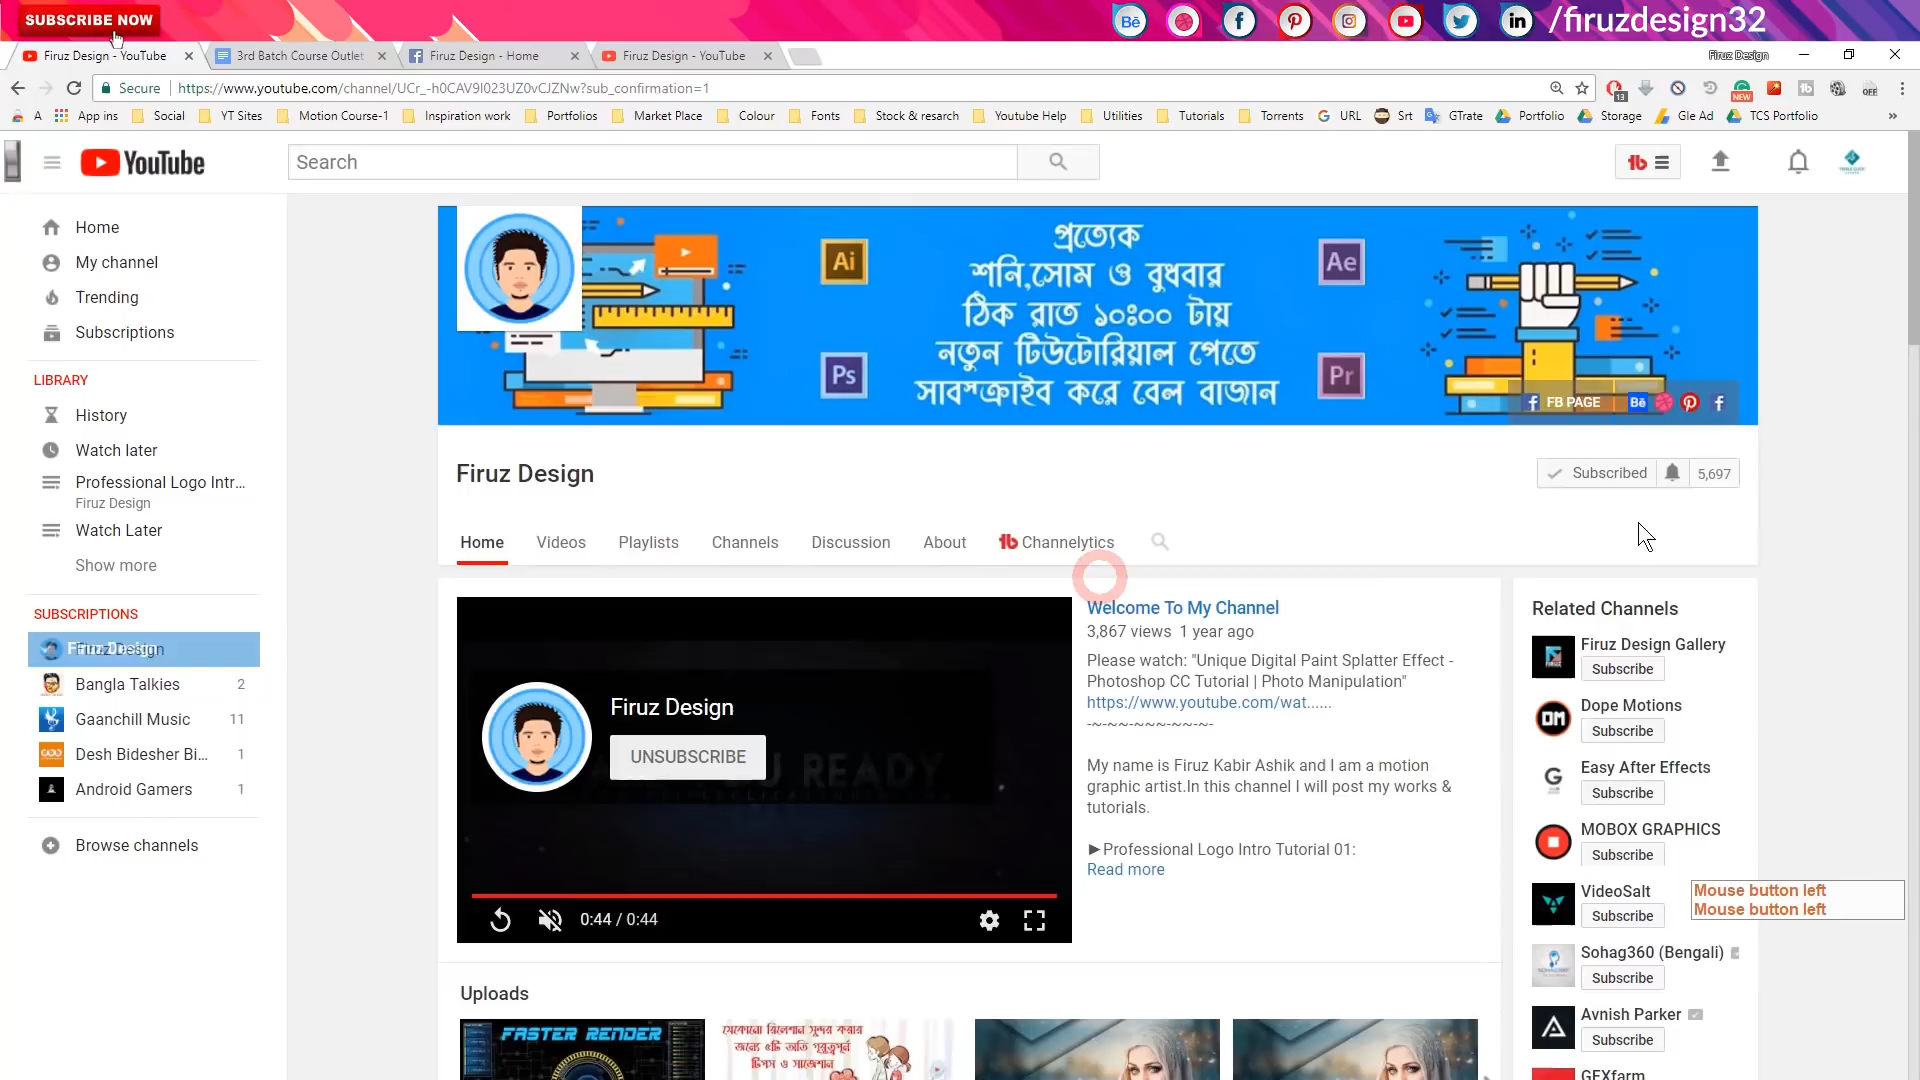 SUBSCRIBE NOW
/firuzdesign32
Firuz Design - YouTube
3rd Batch Course Outlet
Firuz Design - Home
Firuz Design - YouTube
Firuz Design
Secure
https://www.youtube.com/channel/UCr_-h0CAV9I023UZ0vCJZNw?sub_confirmation=1
13
NEW
OFF
A
App ins
Social
YT Sites
Motion Course-1
Inspiration work
Portfolios
Market Place
Colour
Fonts
Stock & resarch
Youtube Help
Utilities
Tutorials
Torrents
URL
Srt
GTrate
Portfolio
Storage
Gle Ad
TCS Portfolio
YouTube
Search
Home
My channel
Trending
Subscriptions
LIBRARY
History
Watch later
Professional Logo Intr...
Firuz Design
Watch Later
Show more
SUBSCRIPTIONS
Firuz Design
Bangla Talkies 2
Gaanchill Music 11
Desh Bidesher Bi... 1
Android Gamers 1
Browse channels
Ai
Ae
Ps
Pr
প্রত্যেক
শনি,সোম ও বুধবার
ঠিক রাত ১০ঃ০০ টায়
নতুন টিউটোরিয়াল পেতে
সাবস্ক্রাইব করে বেল বাজান
FB PAGE
Bē
Firuz Design
Subscribed
5,697
Home
Videos
Playlists
Channels
Discussion
About
Channelytics
Firuz Design
UNSUBSCRIBE
U READY
0:44 / 0:44
Welcome To My Channel
3,867 views 1 year ago
Please watch: "Unique Digital Paint Splatter Effect -
Photoshop CC Tutorial | Photo Manipulation"
https://www.youtube.com/wat......
-~-~~-~~~-~~-~-
My name is Firuz Kabir Ashik and I am a motion
graphic artist.In this channel I will post my works &
tutorials.
►Professional Logo Intro Tutorial 01:
Read more
Related Channels
Firuz Design Gallery
Subscribe
Dope Motions
Subscribe
Easy After Effects
Subscribe
MOBOX GRAPHICS
Subscribe
VideoSalt
Subscribe
Sohag360 (Bengali)
Subscribe
Avnish Parker
Subscribe
GFXfarm
Mouse button left
Mouse button left
Uploads
FASTER RENDER
যেকোনো রিলেশান সুন্দর করার
জন্যে ৫টি অতি গুরুত্বপূর্ন
টিপস ও সাজেশান